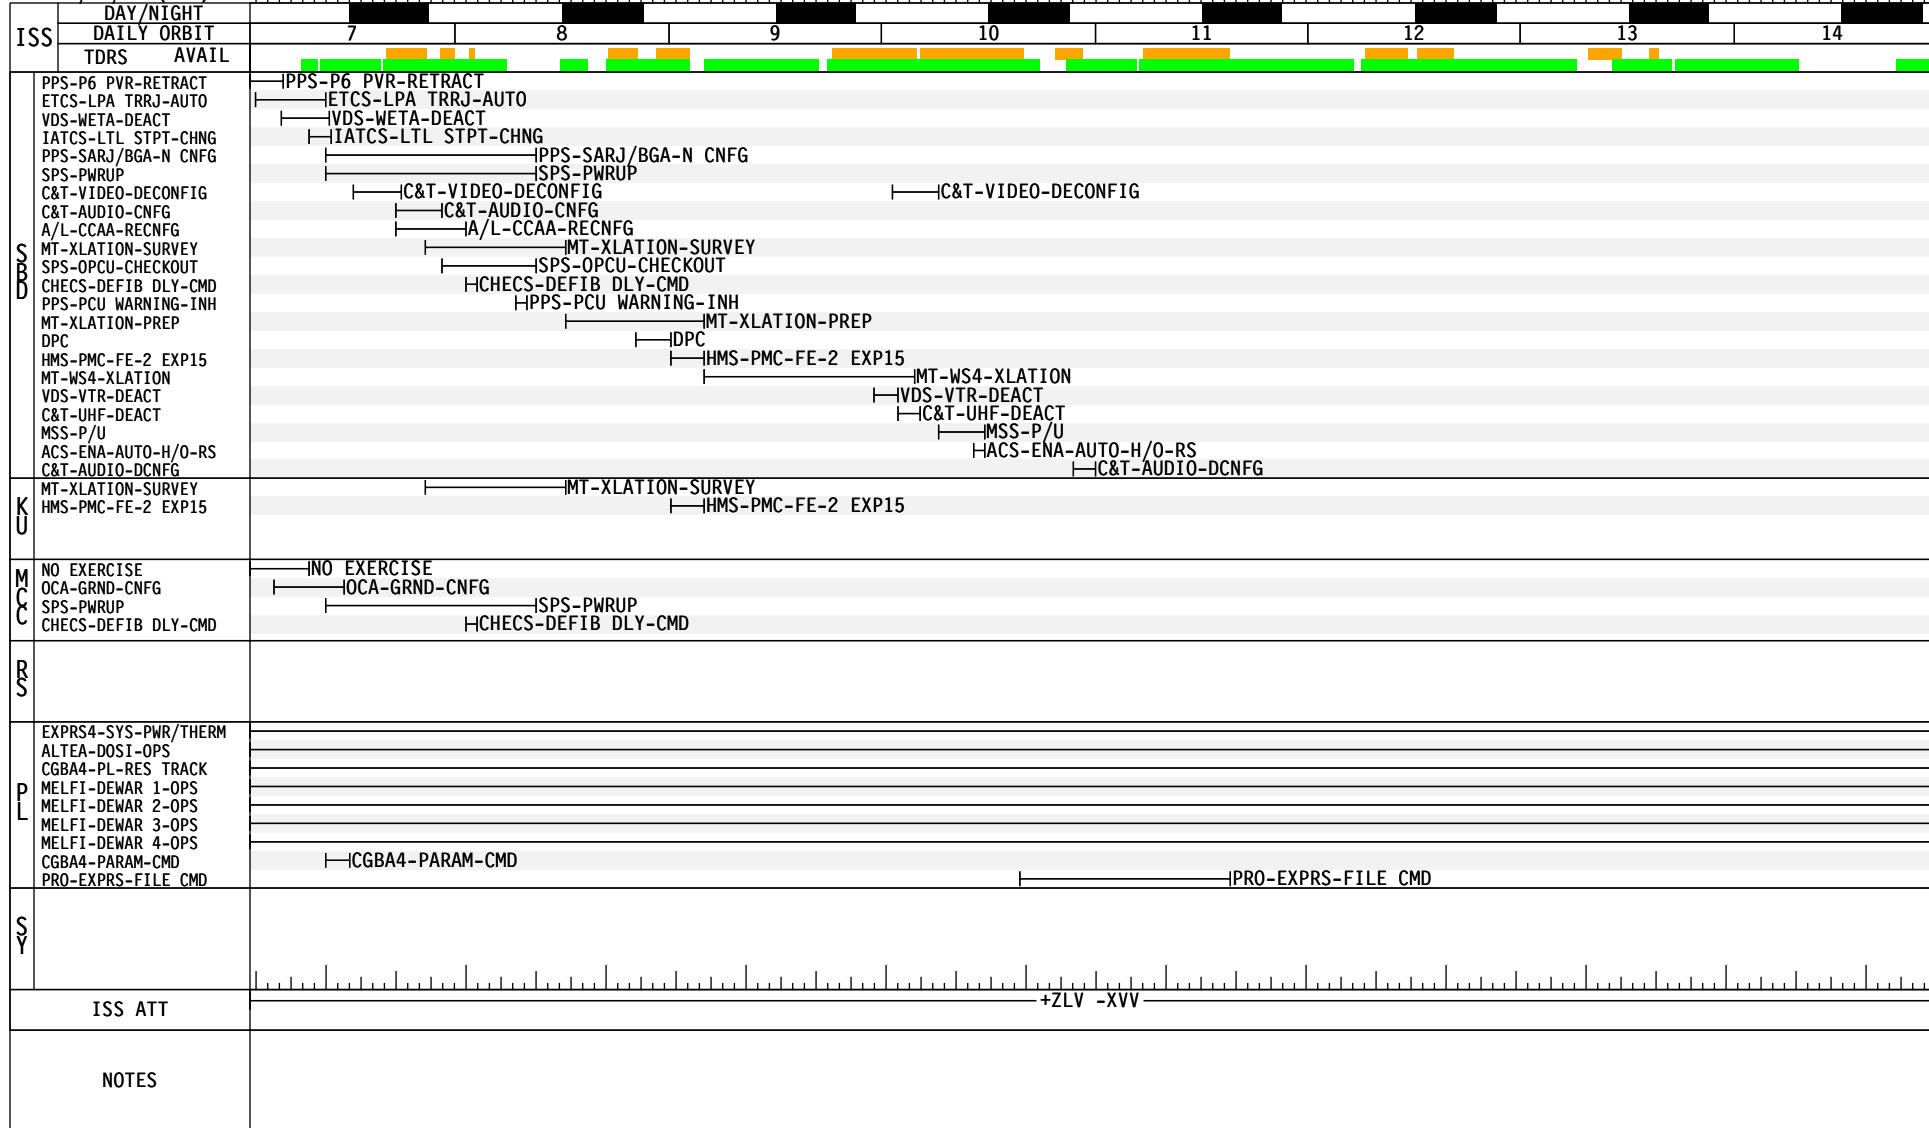 DAY/NIGHT
ISS DAILY ORBIT 7 8 9 10 11 12 13 14
TDRS AVAIL
SBD
PPS-P6 PVR-RETRACT PPS-P6 PVR-RETRACT
ETCS-LPA TRRJ-AUTO ETCS-LPA TRRJ-AUTO
VDS-WETA-DEACT VDS-WETA-DEACT
IATCS-LTL STPT-CHNG IATCS-LTL STPT-CHNG
PPS-SARJ/BGA-N CNFG PPS-SARJ/BGA-N CNFG
SPS-PWRUP SPS-PWRUP
C&T-VIDEO-DECONFIG C&T-VIDEO-DECONFIG C&T-VIDEO-DECONFIG
C&T-AUDIO-CNFG C&T-AUDIO-CNFG
A/L-CCAA-RECNFG A/L-CCAA-RECNFG
MT-XLATION-SURVEY MT-XLATION-SURVEY
SPS-OPCU-CHECKOUT SPS-OPCU-CHECKOUT
CHECS-DEFIB DLY-CMD CHECS-DEFIB DLY-CMD
PPS-PCU WARNING-INH PPS-PCU WARNING-INH
MT-XLATION-PREP MT-XLATION-PREP
DPC DPC
HMS-PMC-FE-2 EXP15 HMS-PMC-FE-2 EXP15
MT-WS4-XLATION MT-WS4-XLATION
VDS-VTR-DEACT VDS-VTR-DEACT
C&T-UHF-DEACT C&T-UHF-DEACT
MSS-P/U MSS-P/U
ACS-ENA-AUTO-H/O-RS ACS-ENA-AUTO-H/O-RS
C&T-AUDIO-DCNFG C&T-AUDIO-DCNFG
KU
MT-XLATION-SURVEY MT-XLATION-SURVEY
HMS-PMC-FE-2 EXP15 HMS-PMC-FE-2 EXP15
MCC
NO EXERCISE NO EXERCISE
OCA-GRND-CNFG OCA-GRND-CNFG
SPS-PWRUP SPS-PWRUP
CHECS-DEFIB DLY-CMD CHECS-DEFIB DLY-CMD
RS
PL
EXPRS4-SYS-PWR/THERM
ALTEA-DOSI-OPS
CGBA4-PL-RES TRACK
MELFI-DEWAR 1-OPS
MELFI-DEWAR 2-OPS
MELFI-DEWAR 3-OPS
MELFI-DEWAR 4-OPS
CGBA4-PARAM-CMD CGBA4-PARAM-CMD
PRO-EXPRS-FILE CMD PRO-EXPRS-FILE CMD
SY
ISS ATT +ZLV -XVV
NOTES